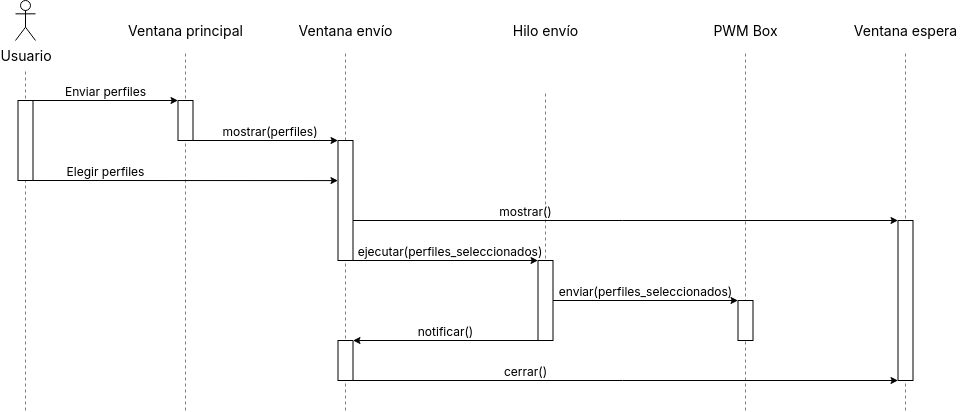 Usuario
Ventana principal
Ventana envío
Hilo envío
PWM Box
Ventana espera
Enviar perfiles
mostrar(perfiles)
Elegir perfiles
mostrar()
ejecutar(perfiles_seleccionados)
enviar(perfiles_seleccionados)
notificar()
cerrar()